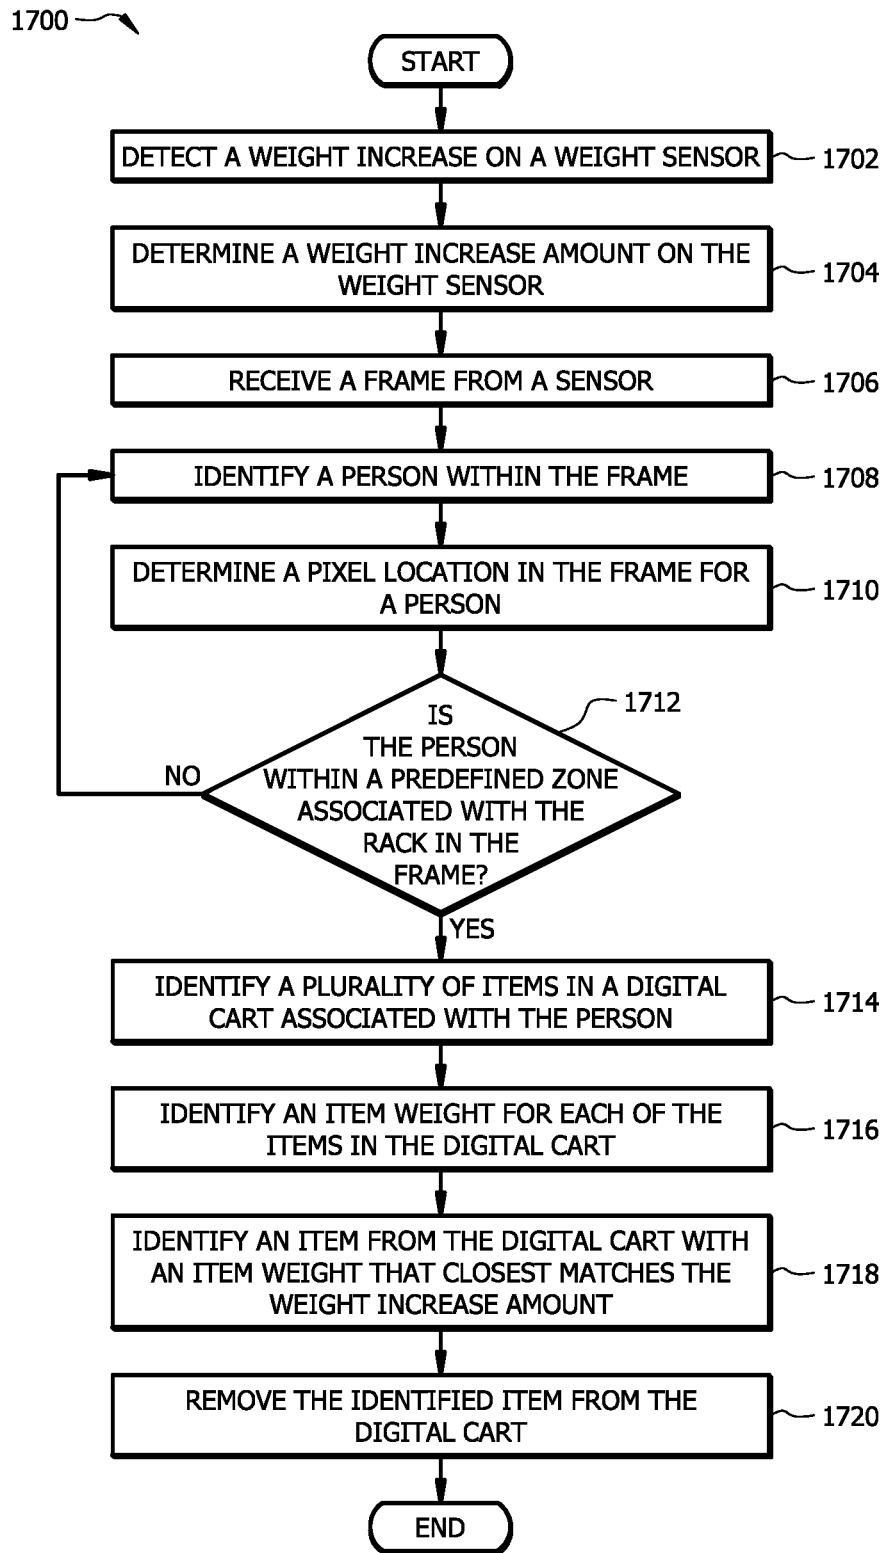 1700
START
DETECT A WEIGHT INCREASE ON A WEIGHT SENSOR
1702
DETERMINE A WEIGHT INCREASE AMOUNT ON THE
WEIGHT SENSOR
1704
RECEIVE A FRAME FROM A SENSOR
1706
IDENTIFY A PERSON WITHIN THE FRAME
1708
DETERMINE A PIXEL LOCATION IN THE FRAME FOR
A PERSON
1710
IS
THE PERSON
WITHIN A PREDEFINED ZONE
ASSOCIATED WITH THE
RACK IN THE
FRAME?
1712
NO
YES
IDENTIFY A PLURALITY OF ITEMS IN A DIGITAL
CART ASSOCIATED WITH THE PERSON
1714
IDENTIFY AN ITEM WEIGHT FOR EACH OF THE
ITEMS IN THE DIGITAL CART
1716
IDENTIFY AN ITEM FROM THE DIGITAL CART WITH
AN ITEM WEIGHT THAT CLOSEST MATCHES THE
WEIGHT INCREASE AMOUNT
1718
REMOVE THE IDENTIFIED ITEM FROM THE
DIGITAL CART
1720
END